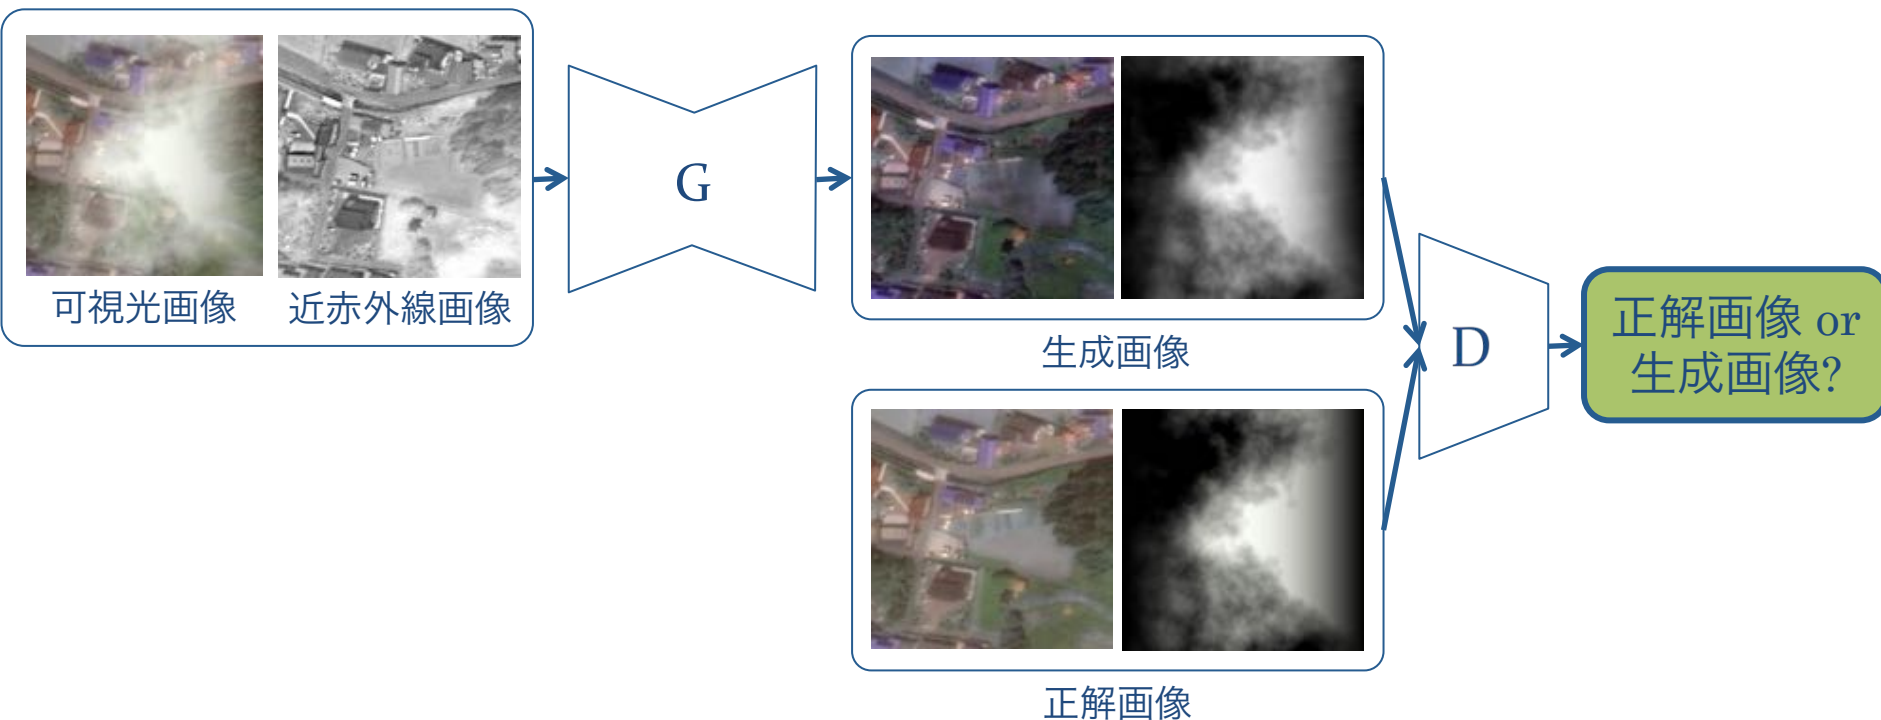 可視光画像
近赤外線画像
G
生成画像
D
正解画像 or
生成画像?
正解画像